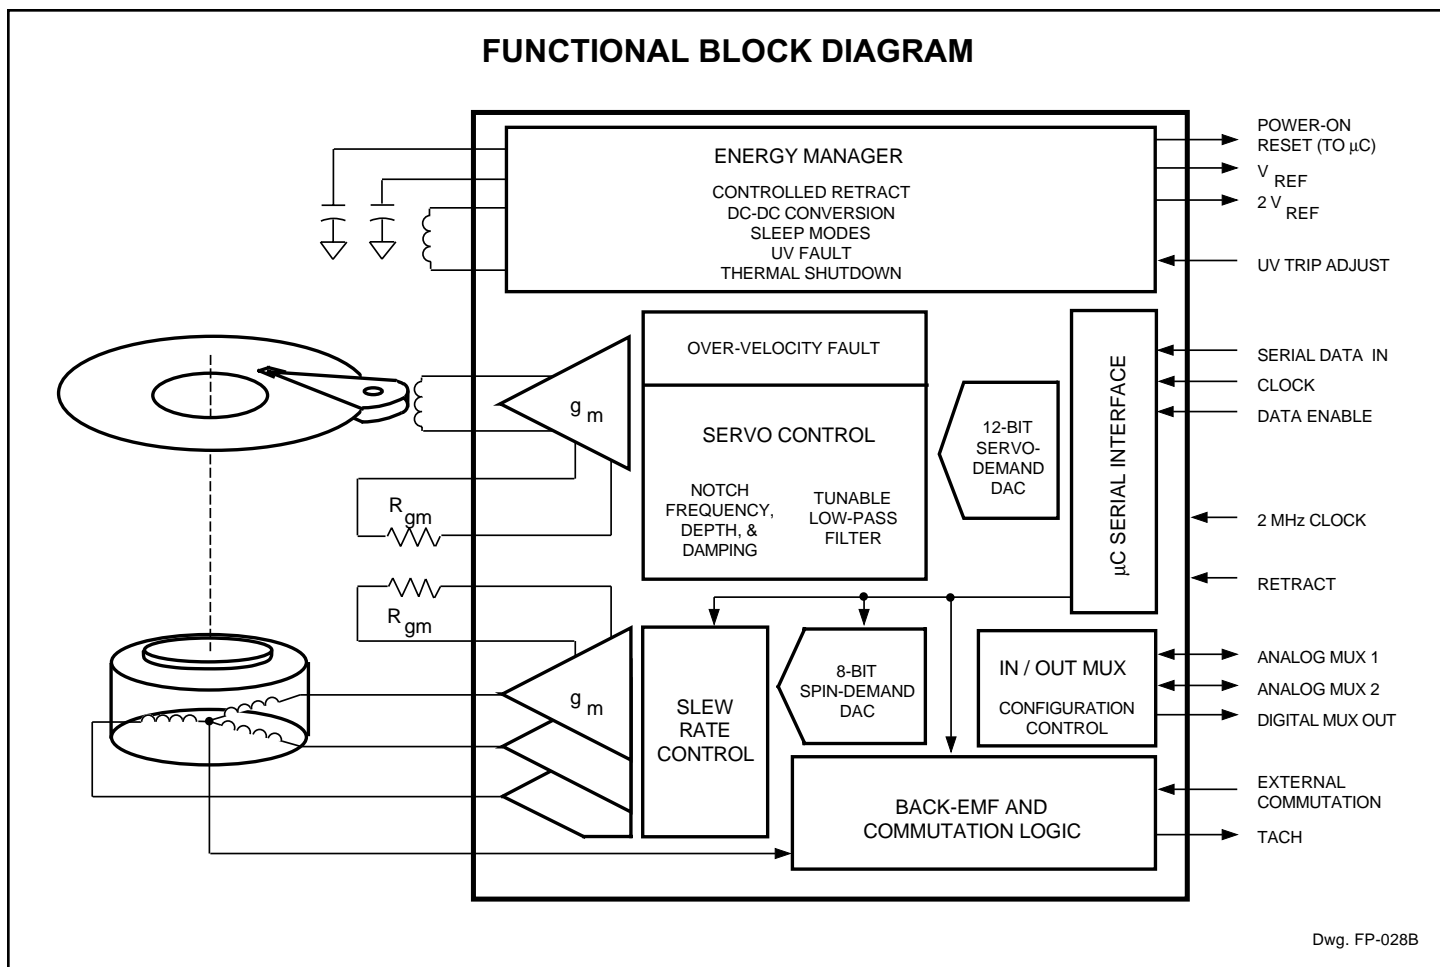 FUNCTIONAL BLOCK DIAGRAM
ENERGY MANAGER
CONTROLLED RETRACT
DC-DC CONVERSION
SLEEP MODES
UV FAULT
THERMAL SHUTDOWN
POWER-ON
RESET (TO µC)
V REF
2 V REF
UV TRIP ADJUST
OVER-VELOCITY FAULT
SERVO CONTROL
NOTCH
FREQUENCY,
DEPTH, &
DAMPING
TUNABLE
LOW-PASS
FILTER
12-BIT
SERVO-
DEMAND
DAC
µC SERIAL INTERFACE
SERIAL DATA IN
CLOCK
DATA ENABLE
2 MHz CLOCK
RETRACT
g m
R gm
R gm
g m
SLEW
RATE
CONTROL
8-BIT
SPIN-DEMAND
DAC
IN / OUT MUX
CONFIGURATION
CONTROL
ANALOG MUX 1
ANALOG MUX 2
DIGITAL MUX OUT
BACK-EMF AND
COMMUTATION LOGIC
EXTERNAL
COMMUTATION
TACH
Dwg. FP-028B